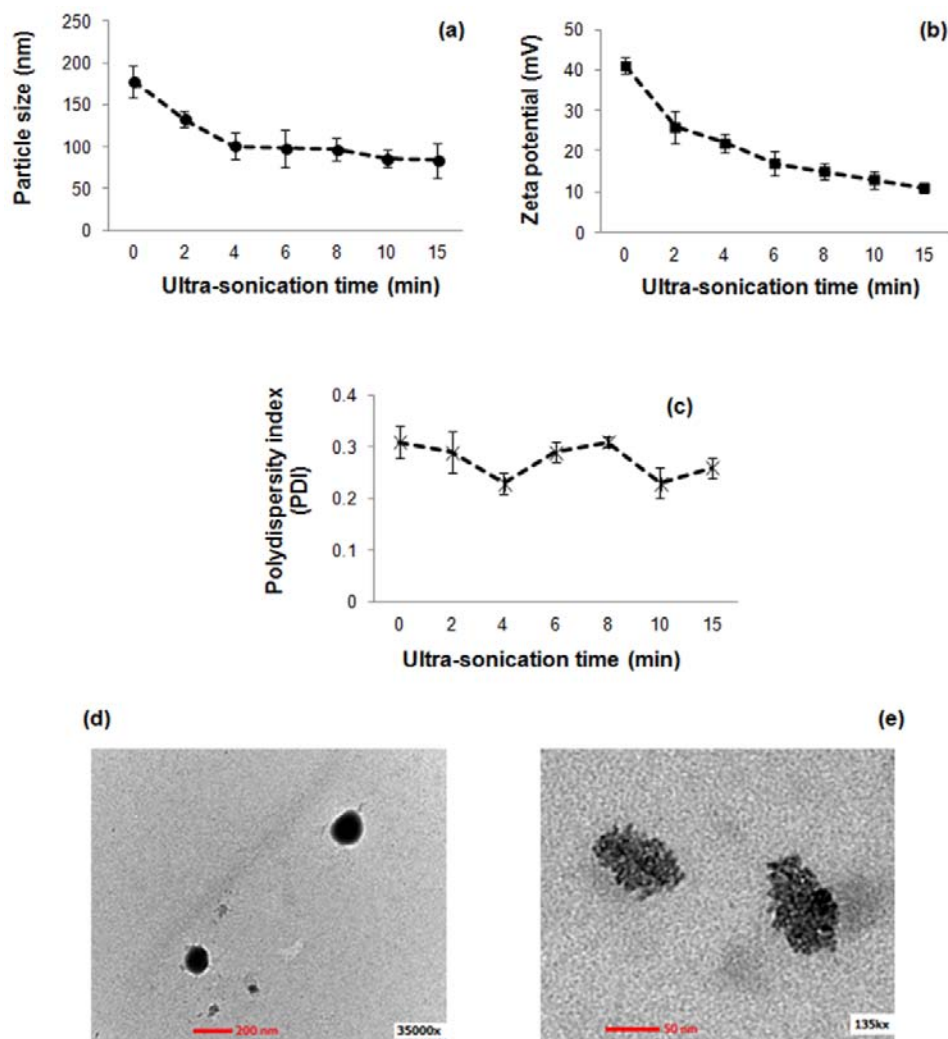 (a)
Particle size (nm)
250
200
150
100
50
0
0 2 4 6 8 10 15
Ultra-sonication time (min)
(b)
Zeta potential (mV)
50
40
30
20
10
0
0 2 4 6 8 10 15
Ultra-sonication time (min)
(c)
Polydispersity index
(PDI)
0.4
0.3
0.2
0.1
0
0 2 4 6 8 10 15
Ultra-sonication time (min)
(d)
200 nm
35000x
(e)
50 nm
135kx